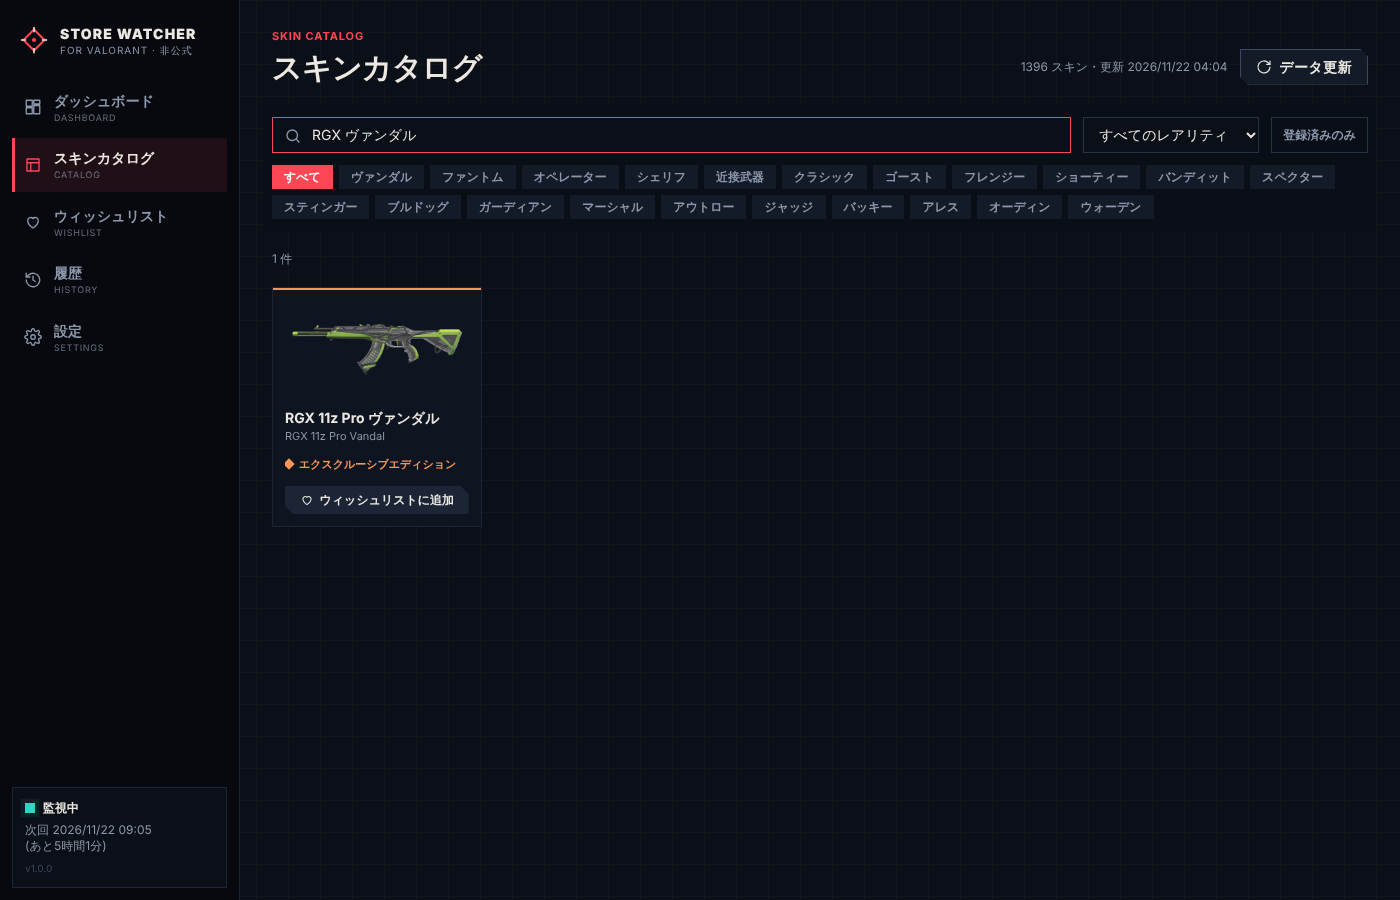 STORE WATCHER
FOR VALORANT · 非公式
ダッシュボード
DASHBOARD
スキンカタログ
CATALOG
ウィッシュリスト
WISHLIST
履歴
HISTORY
設定
SETTINGS
監視中
次回 2026/11/22 09:05
(あと5時間1分)
v1.0.0
SKIN CATALOG
スキンカタログ
1396 スキン・更新 2026/11/22 04:04
データ更新
RGX ヴァンダル
すべてのレアリティ
登録済みのみ
すべて ヴァンダル ファントム オペレーター シェリフ 近接武器 クラシック ゴースト フレンジー ショーティー バンディット スペクター
スティンガー ブルドッグ ガーディアン マーシャル アウトロー ジャッジ バッキー アレス オーディン ウォーデン
1 件
RGX 11z Pro ヴァンダル
RGX 11z Pro Vandal
エクスクルーシブエディション
ウィッシュリストに追加